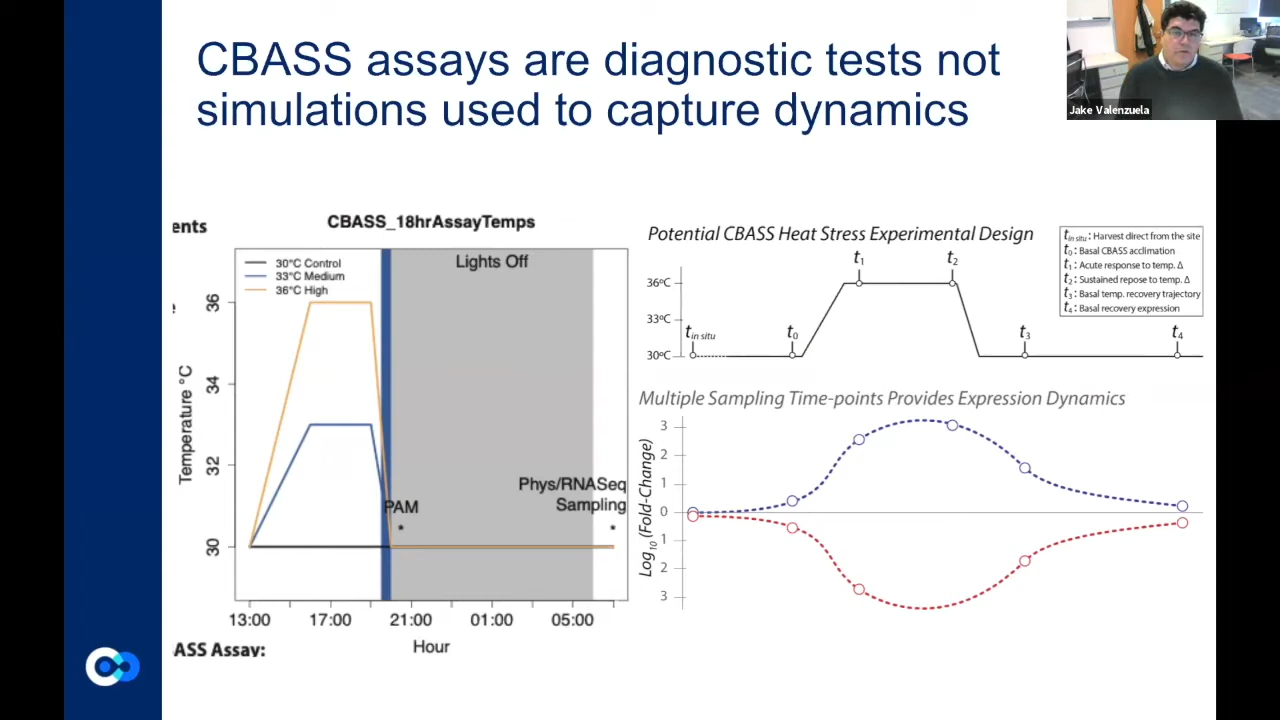 CBASS assays are diagnostic tests not
simulations used to capture dynamics
Jake Valenzuela
ents
CBASS_18hrAssayTemps
30°C Control
33°C Medium
36°C High
Lights Off
36
34
32
30
Temperature °C
PAM
*
Phys/RNASeq
Sampling
*
13:00 17:00 21:00 01:00 05:00
Hour
ASS Assay:
Potential CBASS Heat Stress Experimental Design
tin situ : Harvest direct from the site
t0 : Basal CBASS acclimation
t1 : Acute response to temp. Δ
t2 : Sustained repose to temp. Δ
t3 : Basal temp. recovery trajectory
t4 : Basal recovery expression
36ºC
33ºC
30ºC
tin situ t0 t1 t2 t3 t4
Multiple Sampling Time-points Provides Expression Dynamics
3
2
1
0
1
2
3
Log10 (Fold-Change)